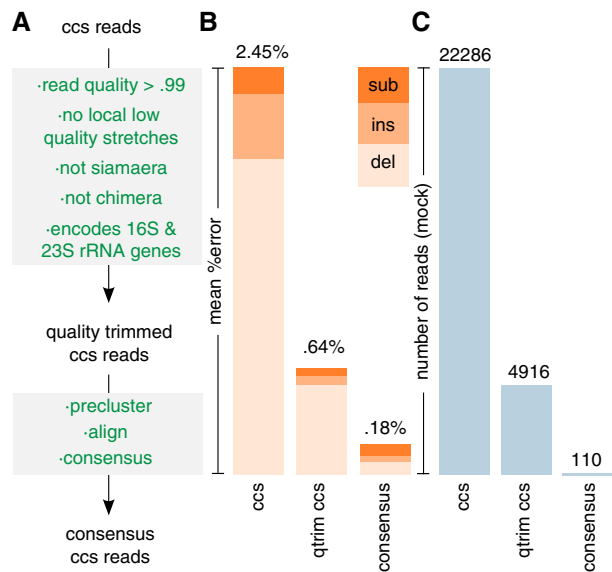 A
ccs reads
·read quality > .99
·no local low
quality stretches
·not siamaera
·not chimera
·encodes 16S &
23S rRNA genes
quality trimmed
ccs reads
·precluster
·align
·consensus
consensus
ccs reads
B
2.45%
sub
ins
del
mean %error
.64%
.18%
ccs
qtrim ccs
consensus
C
22286
number of reads (mock)
4916
110
ccs
qtrim ccs
consensus